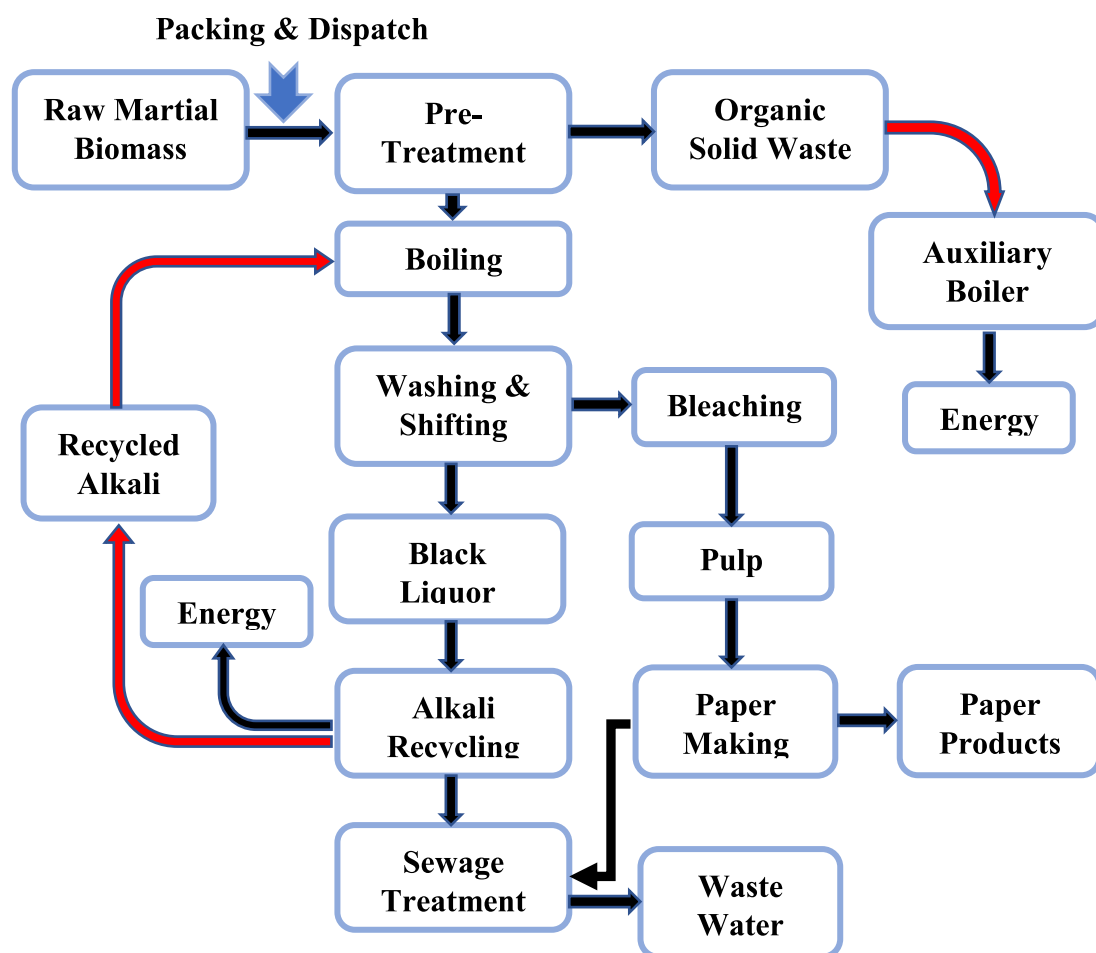 Packing & Dispatch
Raw Martial
Biomass
Pre-
Treatment
Organic
Solid Waste
Boiling
Auxiliary
Boiler
Washing &
Shifting
Bleaching
Energy
Recycled
Alkali
Black
Liquor
Pulp
Energy
Alkali
Recycling
Paper
Making
Paper
Products
Sewage
Treatment
Waste
Water